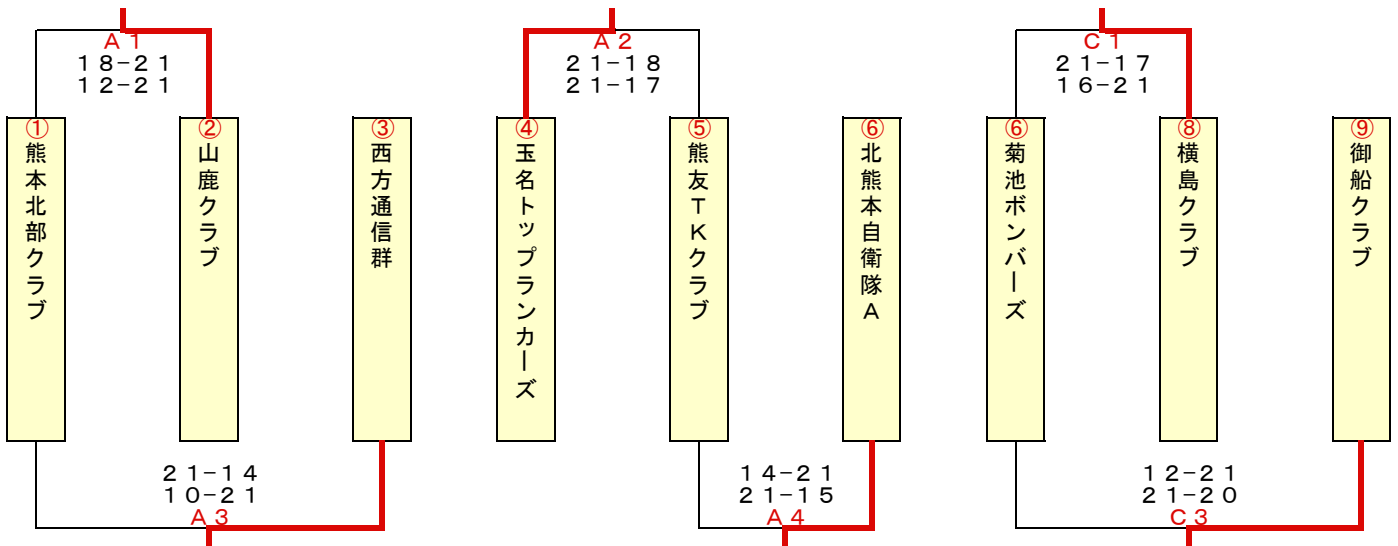 A1
18-21
12-21
A2
21-18
21-17
C1
21-17
16-21
①熊本北部クラブ
②山鹿クラブ
③西方通信群
④玉名トップランカーズ
⑤熊友TKクラブ
⑥北熊本自衛隊A
⑥菊池ボンバーズ
⑧横島クラブ
⑨御船クラブ
21-14
10-21
A3
14-21
21-15
A4
12-21
21-20
C3